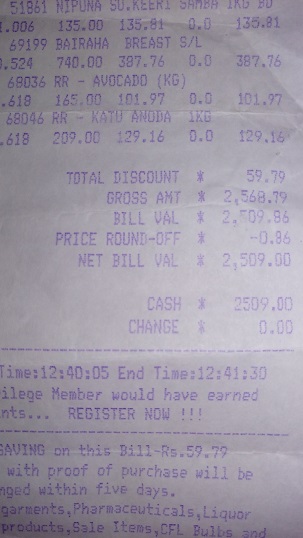 51861 NIPUNA SU.KEERI SAMBA 1KG BD
1.006 135.00 135.81 0.0 135.81
69199 BAIRAHA BREAST S/L
0.524 740.00 387.76 0.0 387.76
68036 RR - AVOCADO (KG)
.618 165.00 101.97 0.0 101.97
68046 RR - KATU ANODA 1KG
.618 209.00 129.16 0.0 129.16
TOTAL DISCOUNT * 59.79
GROSS AMT * 2,568.79
BILL VAL * 2,509.86
PRICE ROUND-OFF * -0.86
NET BILL VAL * 2,509.00
CASH * 2509.00
CHANGE * 0.00
Time:12:40:05 End Time:12:41:30
ilege Member would have earned
nts... REGISTER NOW !!!
SAVING on this Bill-Rs.59.79
with proof of purchase will be
nged within five days.
garments,Pharmaceuticals,Liquor
products,Sale Items,CFL Bulbs and